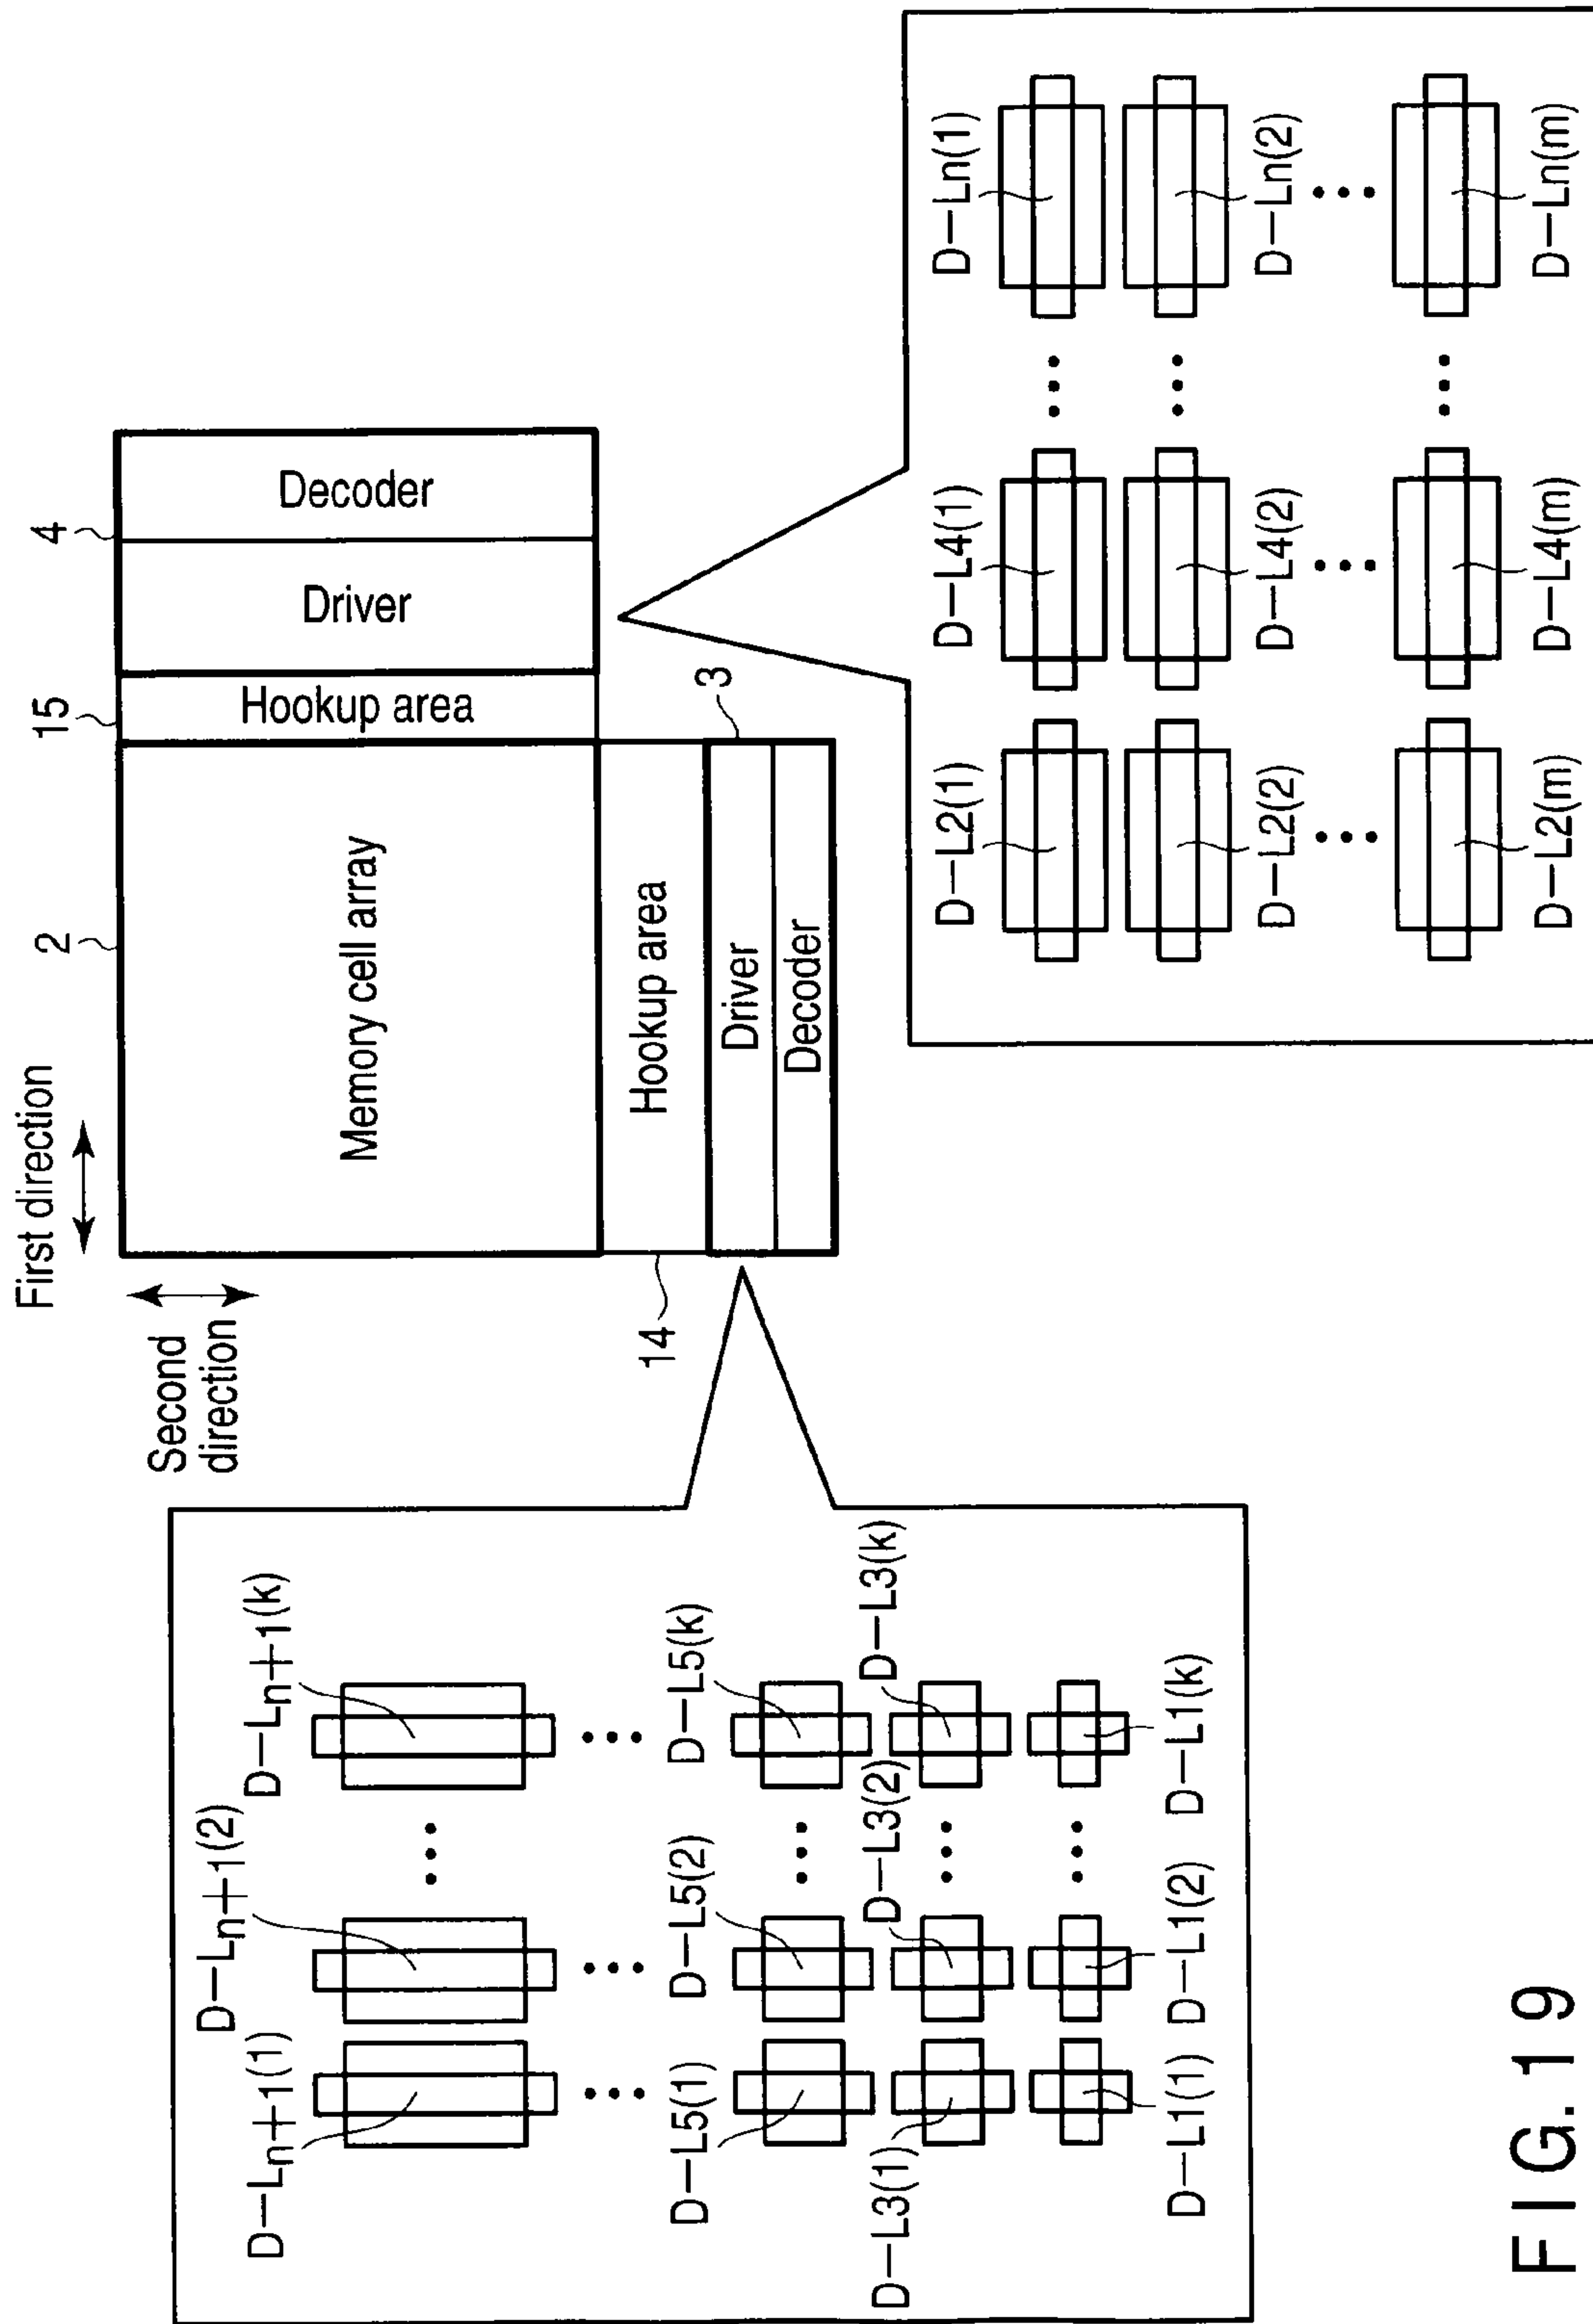 First direction
Second
direction
2
15
4
Memory cell array
Hookup area
Driver
Decoder
14
Hookup area
Driver
Decoder
3
D—Ln+1(1)
D—Ln+1(2)
D—Ln+1(k)
D—L5(1)
D—L5(2)
D—L5(k)
D—L3(1)
D—L3(2)
D—L3(k)
D—L1(1)
D—L1(2)
D—L1(k)
D—L2(1)
D—L4(1)
D—Ln(1)
D—L2(2)
D—L4(2)
D—Ln(2)
D—L2(m)
D—L4(m)
D—Ln(m)
FIG. 19